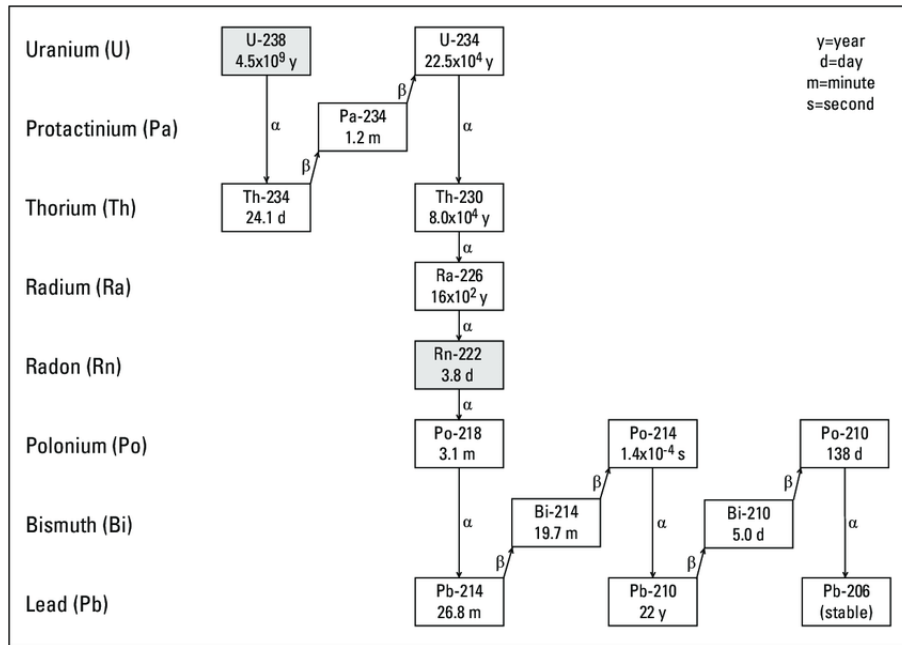 Uranium (U)
U-238
4.5x10⁹ y
U-234
22.5x10⁴ y
y=year
d=day
m=minute
s=second
β
Protactinium (Pa)
α
Pa-234
1.2 m
α
β
Thorium (Th)
Th-234
24.1 d
Th-230
8.0x10⁴ y
α
Radium (Ra)
Ra-226
16x10² y
α
Radon (Rn)
Rn-222
3.8 d
α
Polonium (Po)
Po-218
3.1 m
Po-214
1.4x10⁻⁴ s
Po-210
138 d
β
β
Bismuth (Bi)
α
Bi-214
19.7 m
α
Bi-210
5.0 d
α
β
β
Lead (Pb)
Pb-214
26.8 m
Pb-210
22 y
Pb-206
(stable)